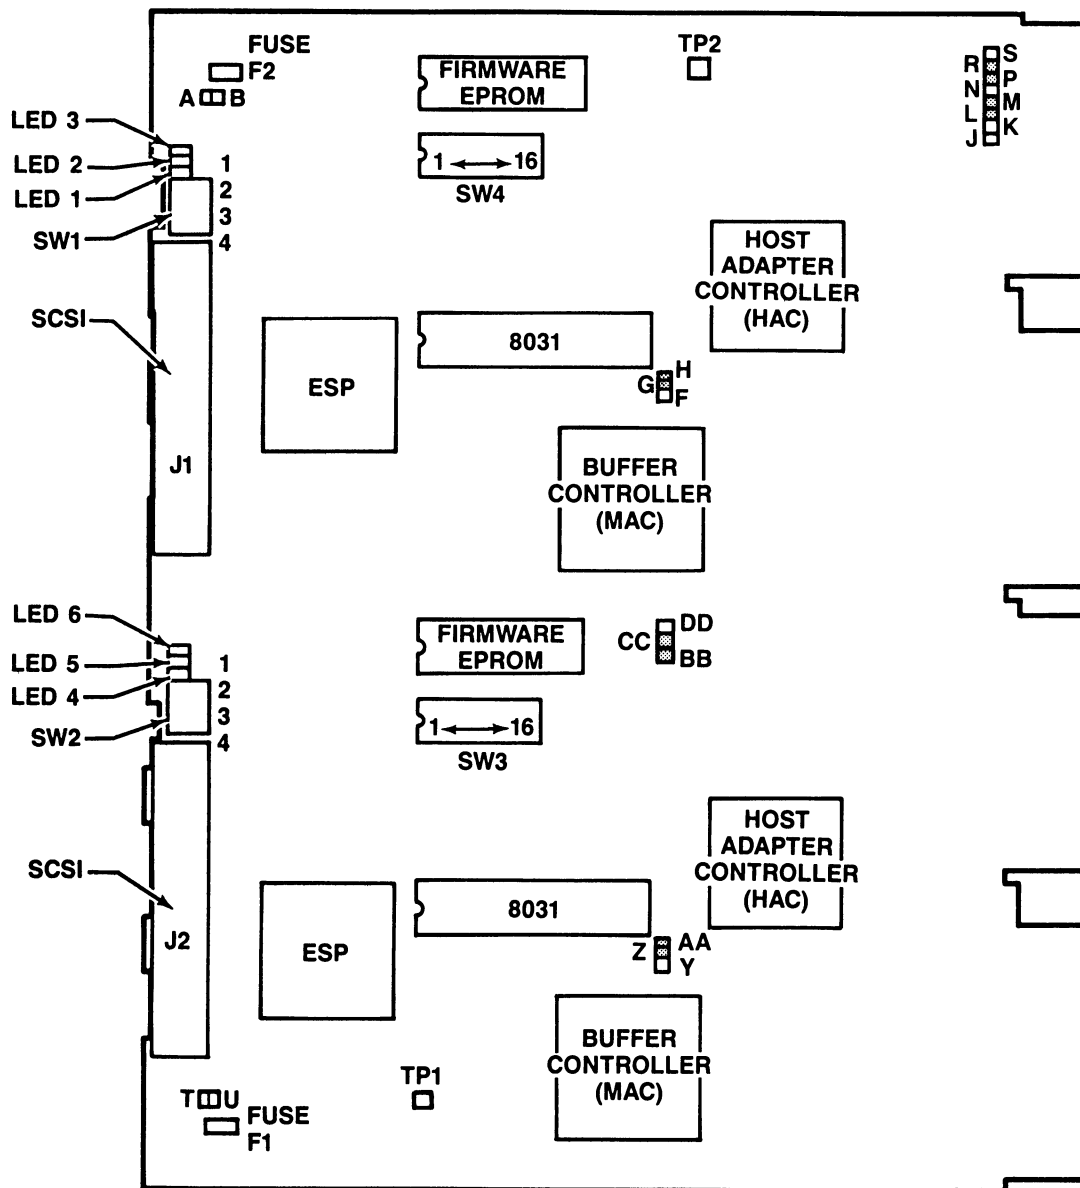 FUSE
F2
A B
FIRMWARE
EPROM
TP2
S
R
P
N
M
L
K
J
LED 3
LED 2
LED 1
SW1
1
2
3
4
1 16
SW4
HOST
ADAPTER
CONTROLLER
(HAC)
SCSI
J1
ESP
8031
H
G
F
BUFFER
CONTROLLER
(MAC)
LED 6
LED 5
LED 4
SW2
1
2
3
4
FIRMWARE
EPROM
DD
CC
BB
1 16
SW3
HOST
ADAPTER
CONTROLLER
(HAC)
SCSI
J2
ESP
8031
Z AA
Y
BUFFER
CONTROLLER
(MAC)
TP1
T U
FUSE
F1